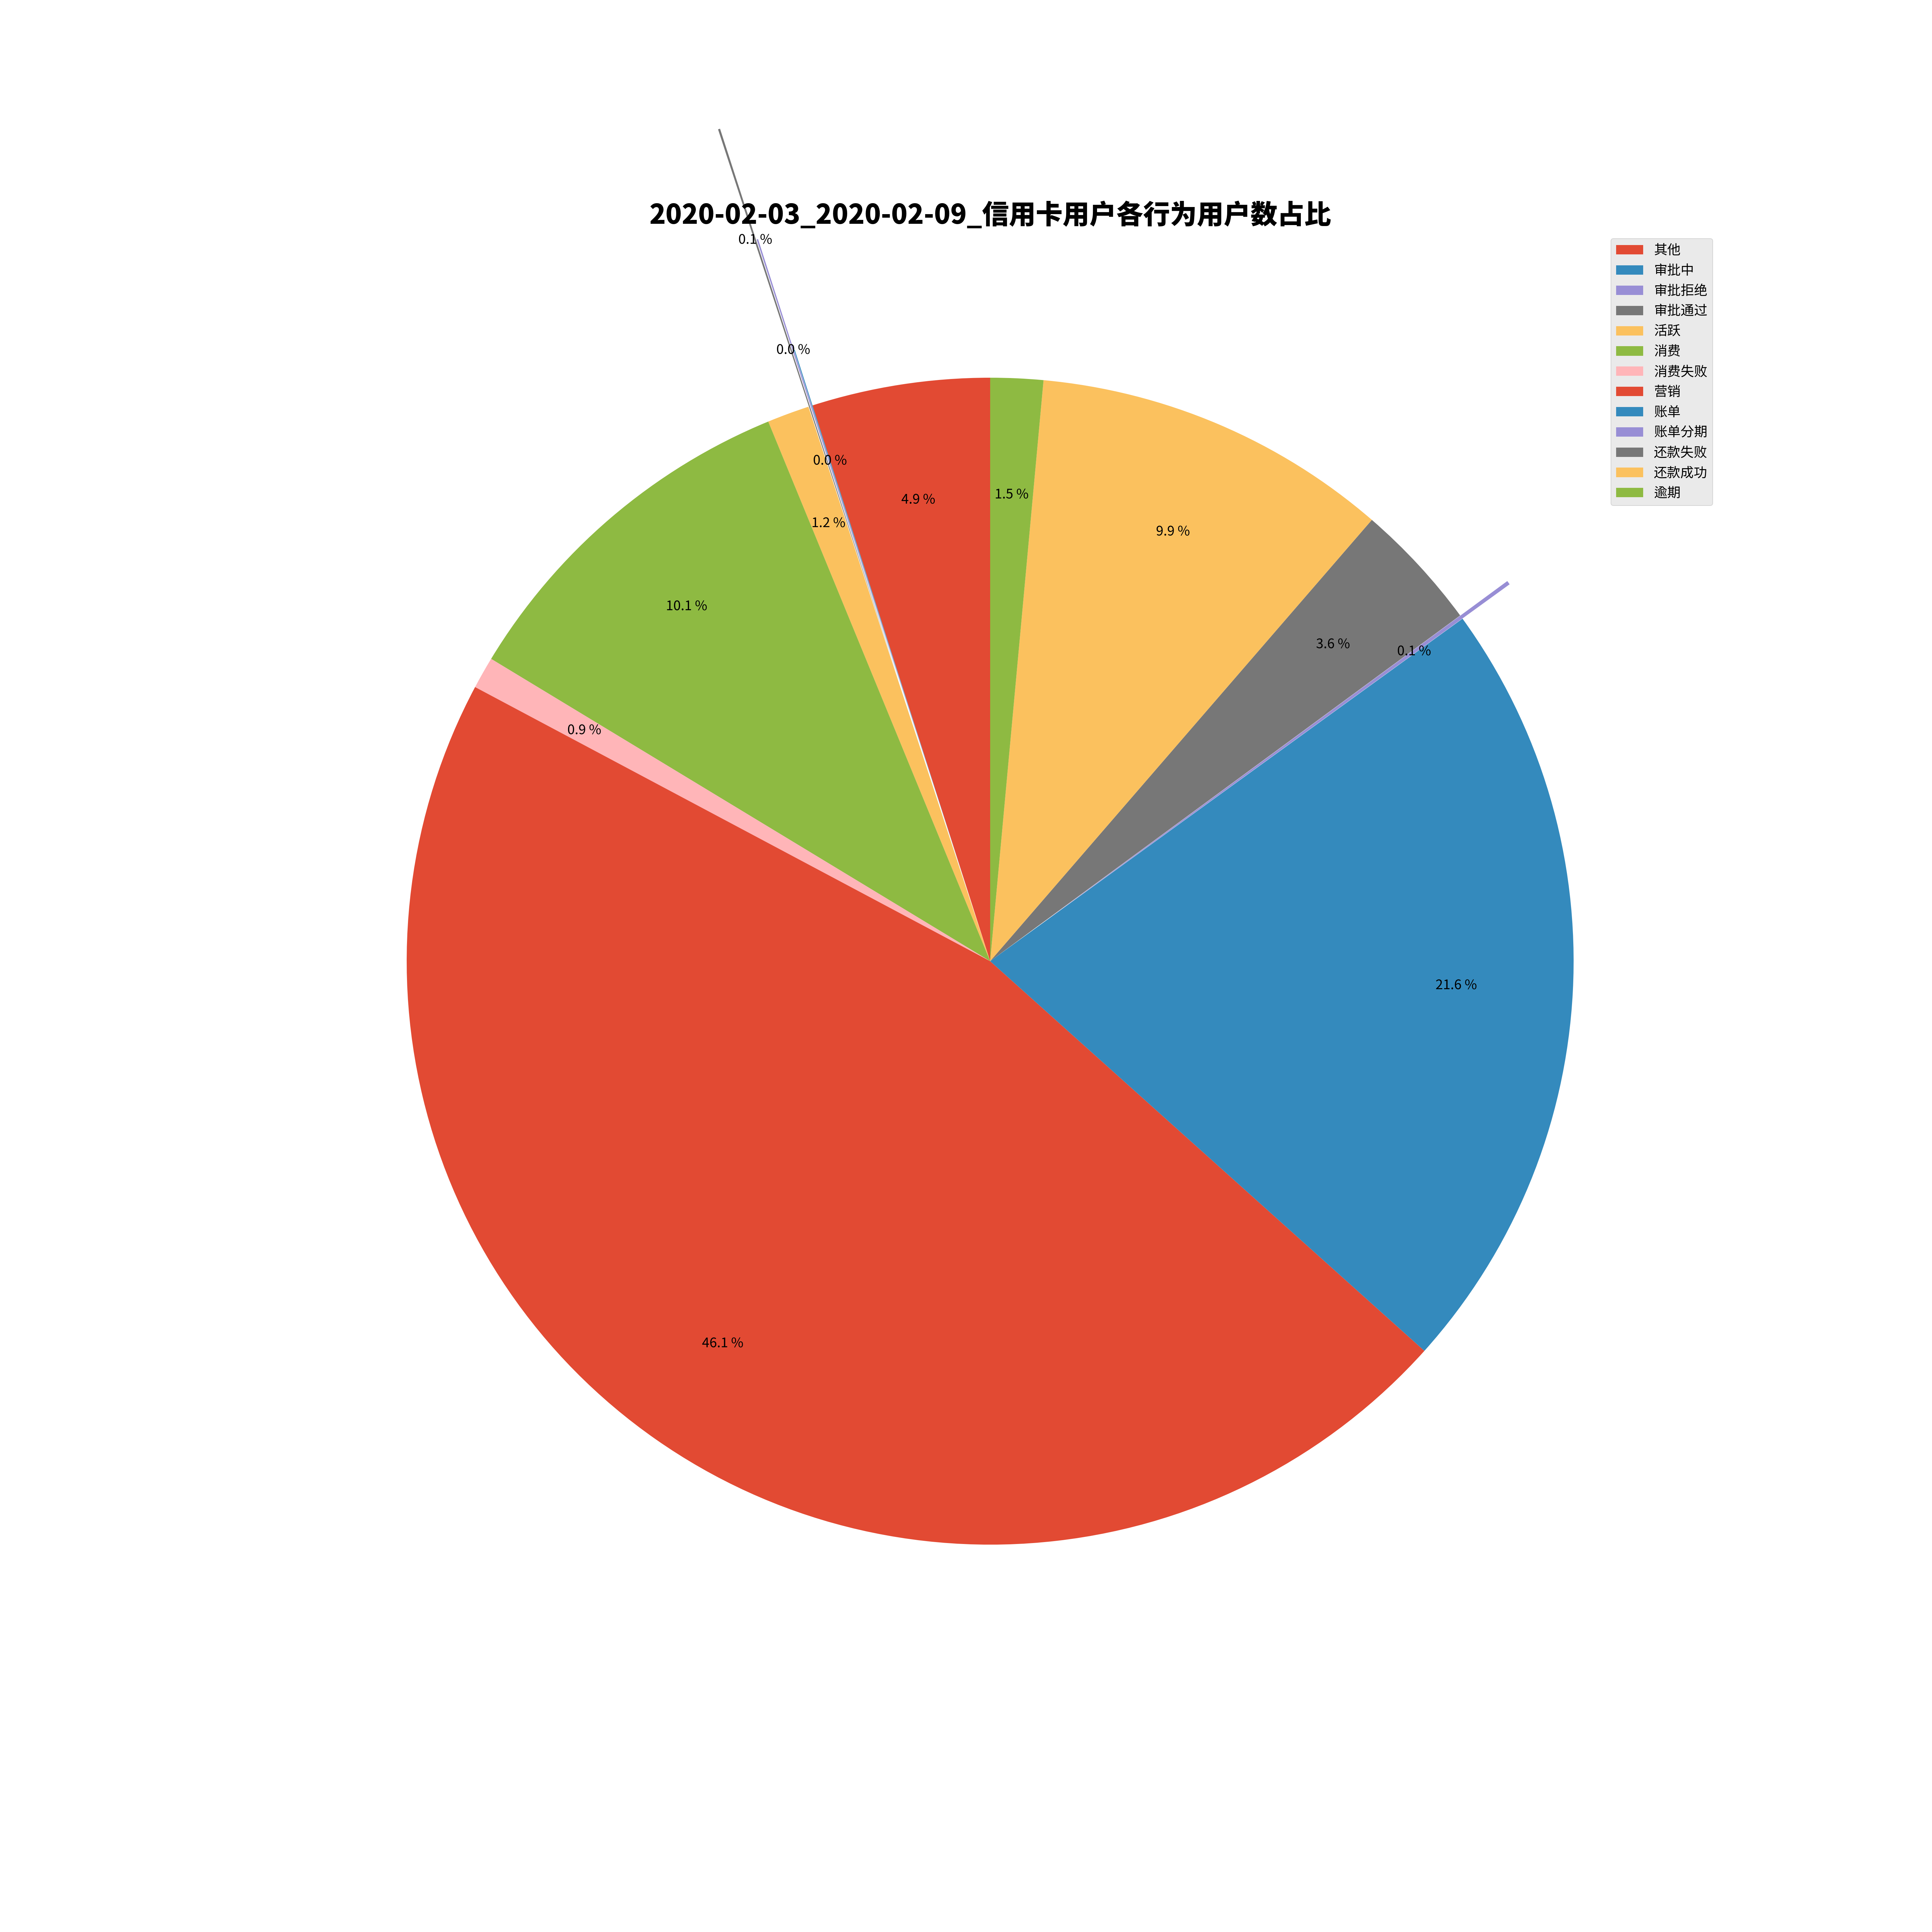 2020-02-03_2020-02-09_信用卡用户各行为用户数占比
0.1 %
其他
审批中
审批拒绝
审批通过
活跃
消费
消费失败
营销
账单
账单分期
还款失败
还款成功
逾期
0.0 %
0.0 %
4.9 %
1.5 %
1.2 %
9.9 %
10.1 %
3.6 %
0.1 %
0.9 %
21.6 %
46.1 %